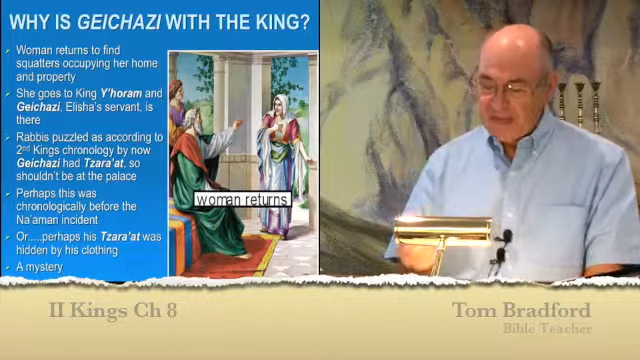 WHY IS GEICHAZI WITH THE KING?
Woman returns to find
squatters occupying her home
and property
She goes to King Y'horam and
Geichazi. Elisha's servant, is
there
Rabbis puzzled as according to
2nd Kings chronology by now
Geichazi had Tzara'at, so
shouldn't be at the palace
Perhaps this was
chronologically before the
Na'aman incident
Or.....perhaps his Tzara'at was
hidden by his clothing
A mystery
woman returns
II Kings Ch 8
Tom Bradford
Bible Teacher